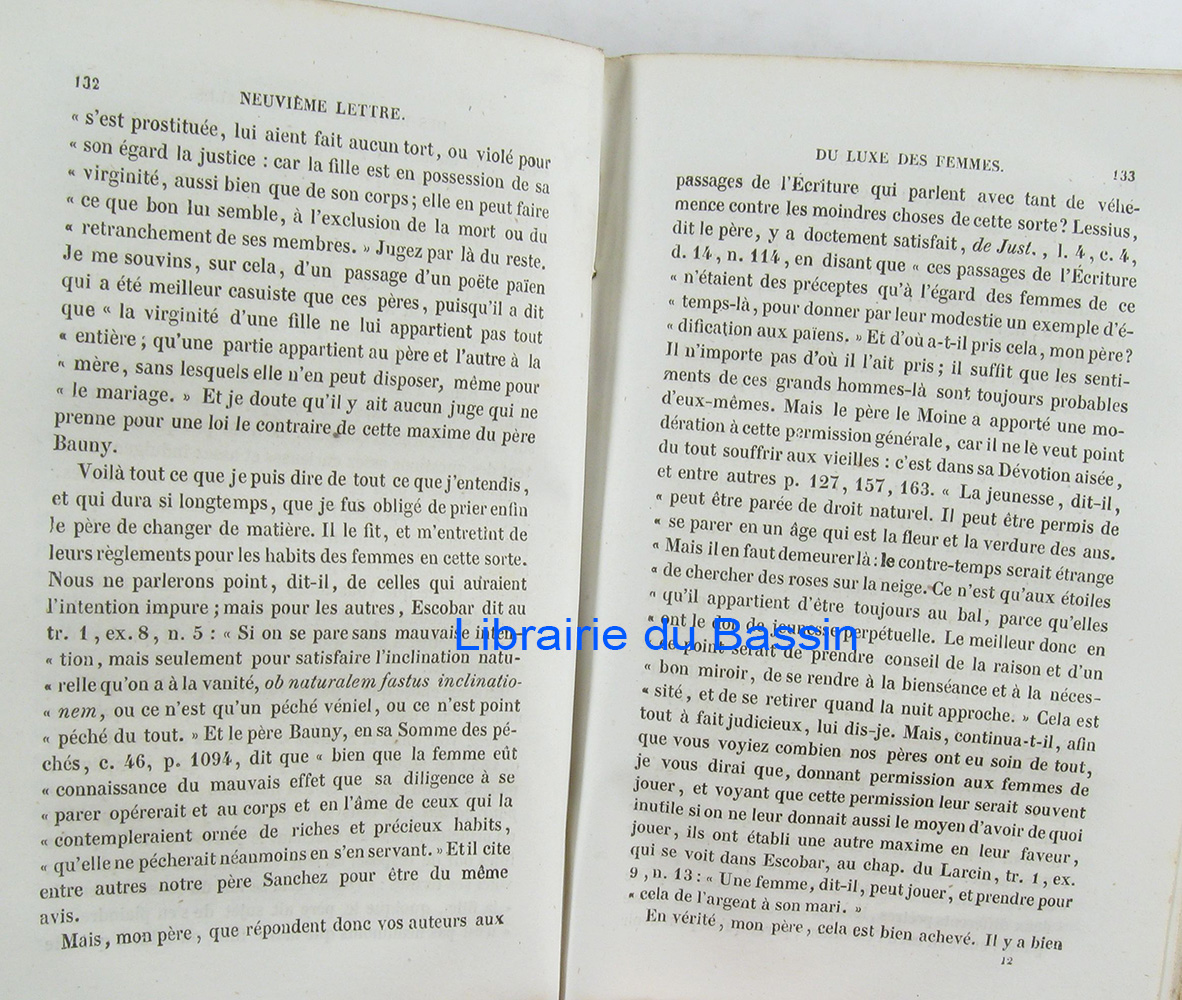 132
NEUVIÈME LETTRE.
« s'est prostituée, lui aient fait aucun tort, ou violé pour
« son égard la justice : car la fille est en possession de sa
« virginité, aussi bien que de son corps ; elle en peut faire
« ce que bon lui semble, à l'exclusion de la mort ou du
« retranchement de ses membres. » Jugez par là du reste.
Je me souvins, sur cela, d'un passage d'un poëte païen
qui a été meilleur casuiste que ces pères, puisqu'il a dit
que « la virginité d'une fille ne lui appartient pas tout
« entière ; qu'une partie appartient au père et l'autre à la
« mère, sans lesquels elle n'en peut disposer, même pour
« le mariage. » Et je doute qu'il y ait aucun juge qui ne
prenne pour une loi le contraire de cette maxime du père
Bauny.
Voilà tout ce que je puis dire de tout ce que j'entendis,
et qui dura si longtemps, que je fus obligé de prier enfin
le père de changer de matière. Il le fit, et m'entretint de
leurs règlements pour les habits des femmes en cette sorte.
Nous ne parlerons point, dit-il, de celles qui auraient
l'intention impure ; mais pour les autres, Escobar dit au
tr. 1, ex. 8, n. 5 : « Si on se pare sans mauvaise inten-
« tion, mais seulement pour satisfaire l'inclination natu-
« relle qu'on a à la vanité, ob naturalem fastus inclinatio-
« nem, ou ce n'est qu'un péché véniel, ou ce n'est point
« péché du tout. » Et le père Bauny, en sa Somme des pé-
chés, c. 46, p. 1094, dit que « bien que la femme eût
« connaissance du mauvais effet que sa diligence à se
« parer opérerait et au corps et en l'âme de ceux qui la
« contempleraient ornée de riches et précieux habits,
« qu'elle ne pécherait néanmoins en s'en servant. » Et il cite
entre autres notre père Sanchez pour être du même
avis.
Mais, mon père, que répondent donc vos auteurs aux
DU LUXE DES FEMMES.
133
passages de l'Écriture qui parlent avec tant de véhé-
mence contre les moindres choses de cette sorte ? Lessius,
dit le père, y a doctement satisfait, de Just., l. 4, c. 4,
d. 14, n. 114, en disant que « ces passages de l'Écriture
« n'étaient des préceptes qu'à l'égard des femmes de ce
« temps-là, pour donner par leur modestie un exemple d'é-
« dification aux païens. » Et d'où a-t-il pris cela, mon père ?
Il n'importe pas d'où il l'ait pris ; il suffit que les senti-
ments de ces grands hommes-là sont toujours probables
d'eux-mêmes. Mais le père le Moine a apporté une mo-
dération à cette permission générale, car il ne lè veut point
du tout souffrir aux vieilles : c'est dans sa Dévotion aisée,
et entre autres p. 127, 157, 163. « La jeunesse, dit-il,
« peut être parée de droit naturel. Il peut être permis de
« se parer en un âge qui est la fleur et la verdure des ans.
« Mais il en faut demeurer là : le contre-temps serait étrange
« de chercher des roses sur la neige. Ce n'est qu'aux étoiles
« qu'il appartient d'être toujours au bal, parce qu'elles
« ont le don de jeunesse perpétuelle. Le meilleur donc en
« ce point serait de prendre conseil de la raison et d'un
« bon miroir, de se rendre à la bienséance et à la néces-
« sité, et de se retirer quand la nuit approche. » Cela est
tout à fait judicieux, lui dis-je. Mais, continua-t-il, afin
que vous voyiez combien nos pères ont eu soin de tout,
je vous dirai que, donnant permission aux femmes de
jouer, et voyant que cette permission leur serait souvent
inutile si on ne leur donnait aussi le moyen d'avoir de quoi
jouer, ils ont établi une autre maxime en leur faveur,
qui se voit dans Escobar, au chap. du Larcin, tr. 1, ex.
9, n. 13 : « Une femme, dit-il, peut jouer, et prendre pour
« cela de l'argent à son mari. »
En vérité, mon père, cela est bien achevé. Il y a bien
12
Librairie du Bassin